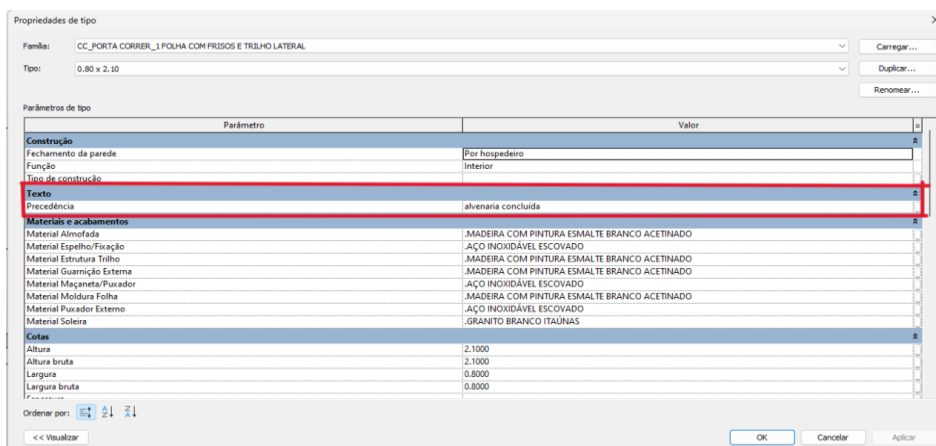 Propriedades de tipo
Família: CC_PORTA CORRER_1 FOLHA COM FRISOS E TRILHO LATERAL Carregar...
Tipo: 0.80 x 2.10 Duplicar...
Renomear...
Parâmetros de tipo
Parâmetro Valor =
Construção
Fechamento da parede Por hospedeiro
Função Interior
Tipo de construção
Texto
Precedência alvenaria concluída
Materiais e acabamentos
Material Almofada .MADEIRA COM PINTURA ESMALTE BRANCO ACETINADO
Material Espelho/Fixação .AÇO INOXIDÁVEL ESCOVADO
Material Estrutura Trilho .MADEIRA COM PINTURA ESMALTE BRANCO ACETINADO
Material Guarnição Externa .MADEIRA COM PINTURA ESMALTE BRANCO ACETINADO
Material Maçaneta/Puxador .AÇO INOXIDÁVEL ESCOVADO
Material Moldura Folha .MADEIRA COM PINTURA ESMALTE BRANCO ACETINADO
Material Puxador Externo .AÇO INOXIDÁVEL ESCOVADO
Material Soleira .GRANITO BRANCO ITAÚNAS
Cotas
Altura 2.1000
Altura bruta 2.1000
Largura 0.8000
Largura bruta 0.8000
Ordenar por:
<< Visualizar OK Cancelar Aplicar